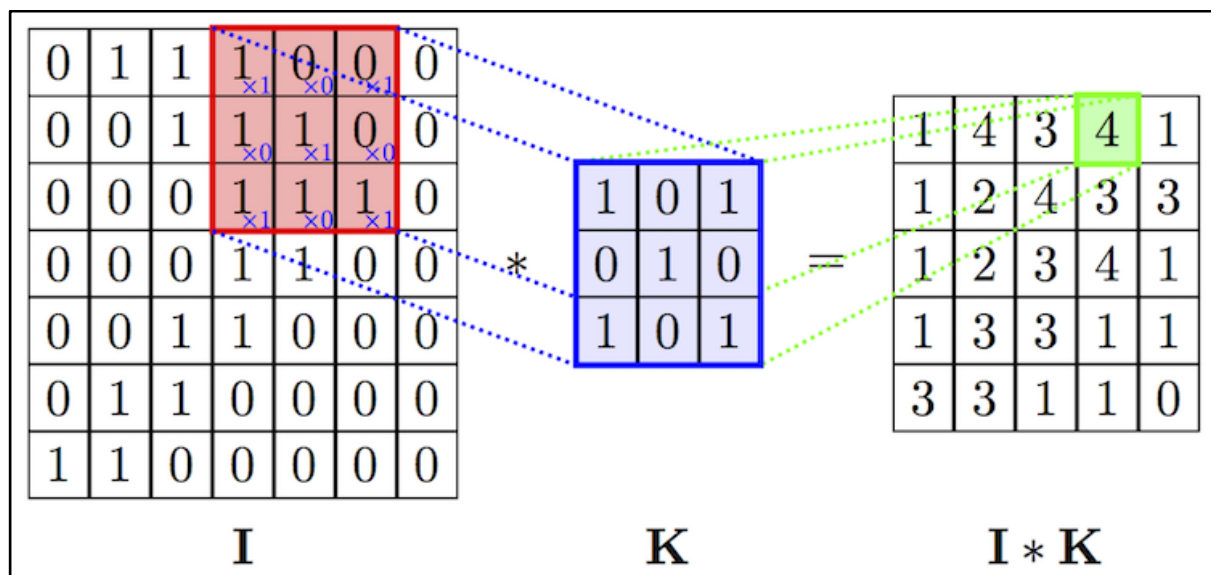 0 1 1 1×1 0×0 0×1 0
0 0 1 1×0 1×1 0×0 0
0 0 0 1×1 1×0 1×1 0
0 0 0 1 1 0 0
0 0 1 1 0 0 0
0 1 1 0 0 0 0
1 1 0 0 0 0 0
I
*
1 0 1
0 1 0
1 0 1
K
=
1 4 3 4 1
1 2 4 3 3
1 2 3 4 1
1 3 3 1 1
3 3 1 1 0
I * K